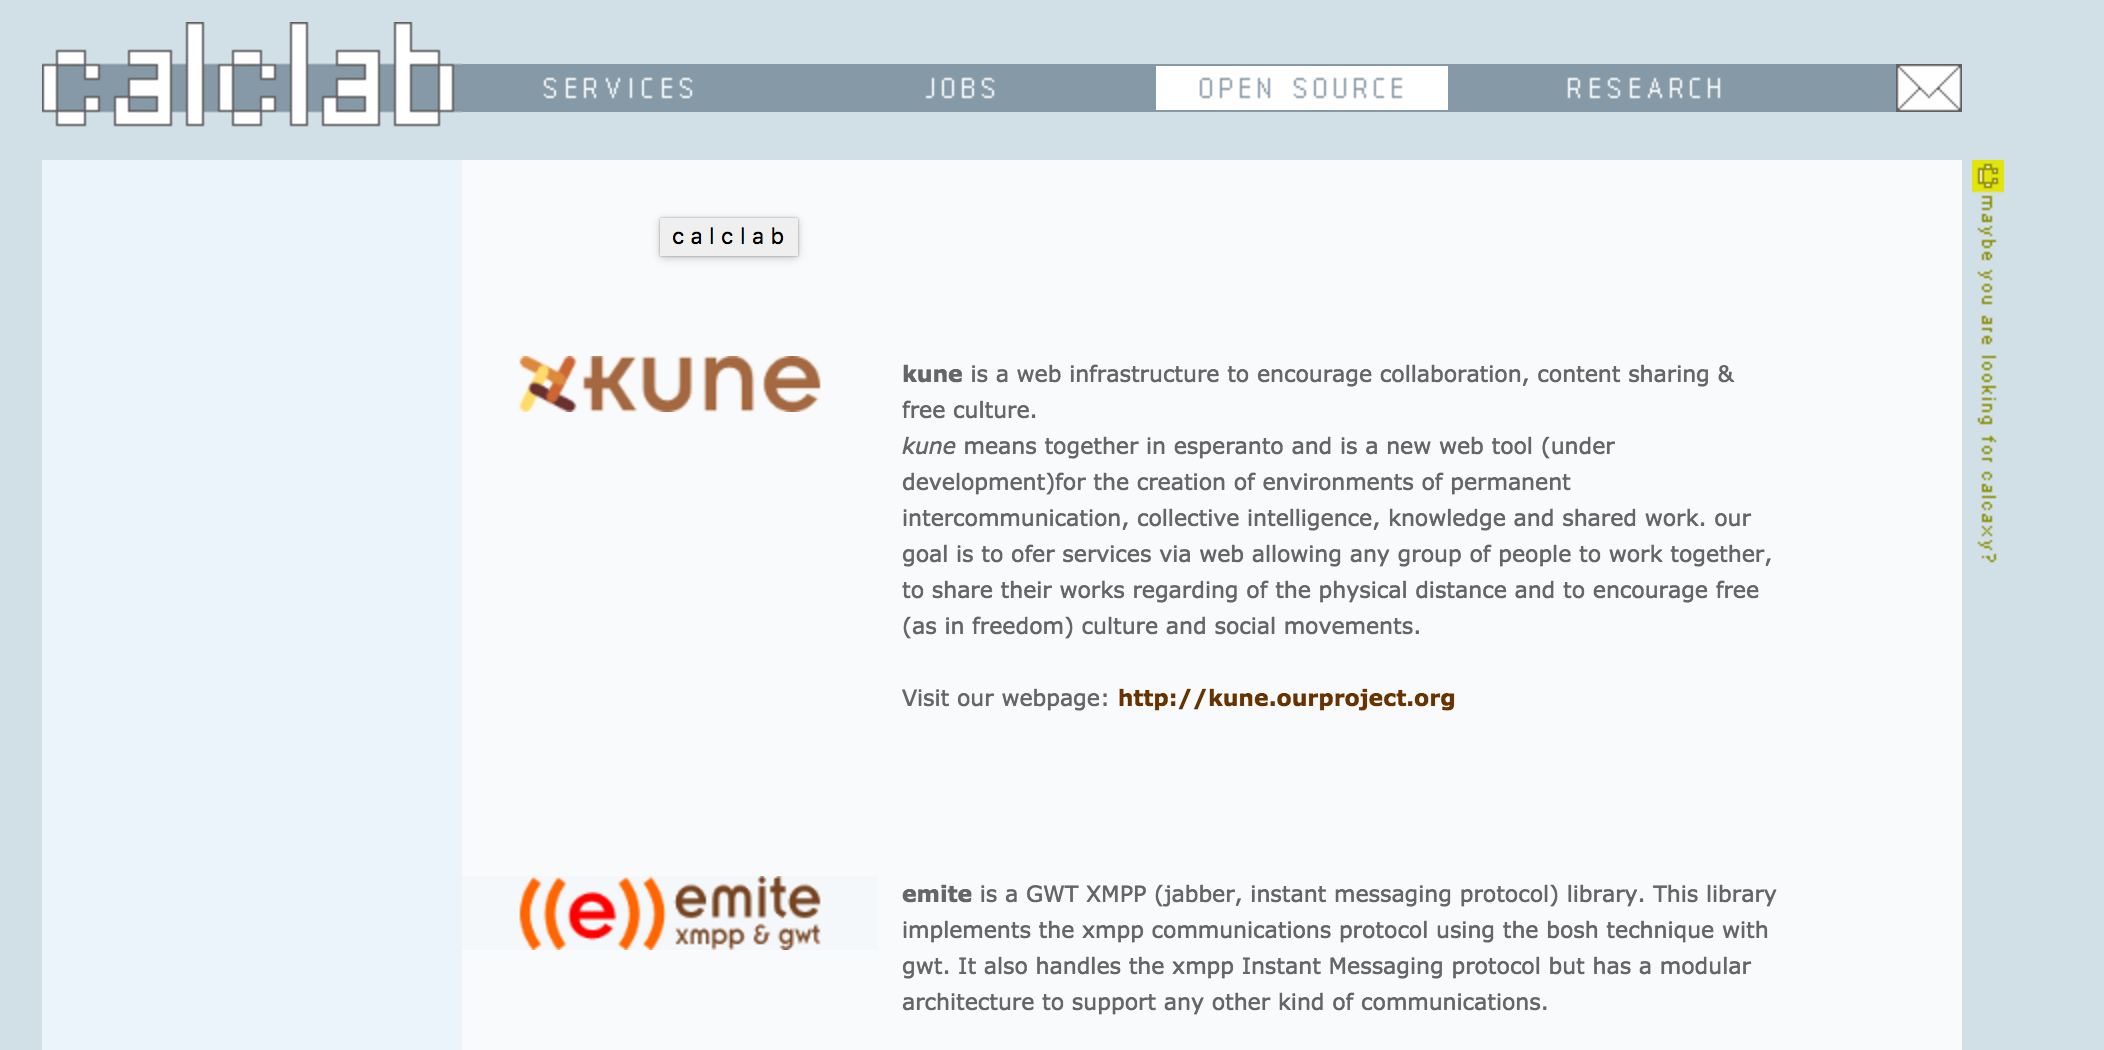 calclab
SERVICES
JOBS
OPEN SOURCE
RESEARCH
maybe you are looking for calcaxy?
calclab
kune
kune is a web infrastructure to encourage collaboration, content sharing &
free culture.
kune means together in esperanto and is a new web tool (under
development)for the creation of environments of permanent
intercommunication, collective intelligence, knowledge and shared work. our
goal is to ofer services via web allowing any group of people to work together,
to share their works regarding of the physical distance and to encourage free
(as in freedom) culture and social movements.
Visit our webpage: http://kune.ourproject.org
((e)) emite
xmpp & gwt
emite is a GWT XMPP (jabber, instant messaging protocol) library. This library
implements the xmpp communications protocol using the bosh technique with
gwt. It also handles the xmpp Instant Messaging protocol but has a modular
architecture to support any other kind of communications.